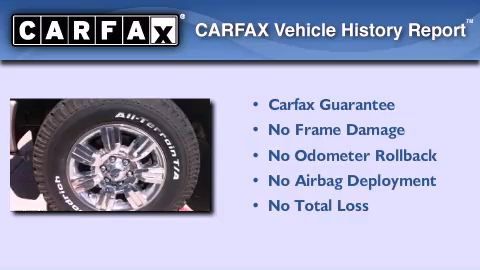 CARFAX
CARFAX Vehicle History Report™
All-Terrain T/A
• Carfax Guarantee
• No Frame Damage
• No Odometer Rollback
• No Airbag Deployment
• No Total Loss